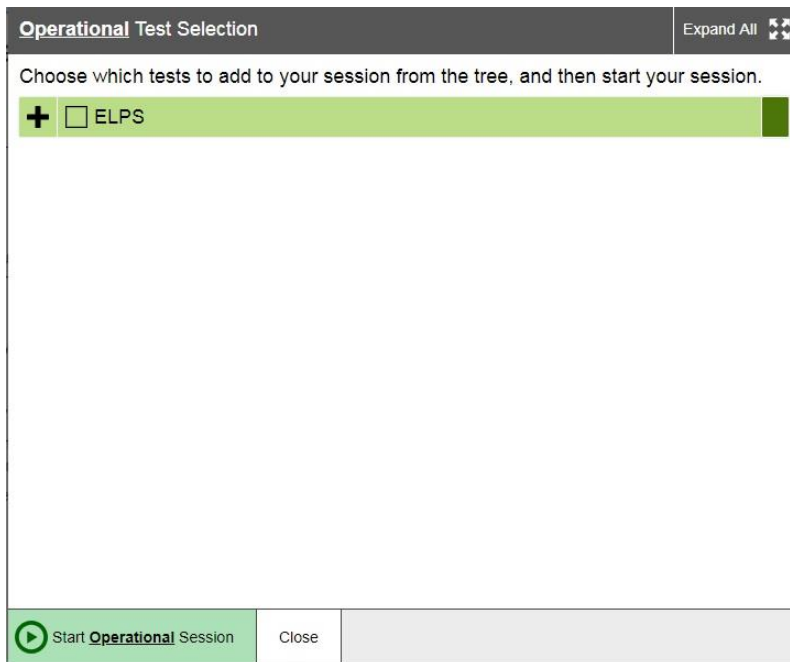 Operational Test Selection
Expand All
Choose which tests to add to your session from the tree, and then start your session.
ELPS
Start Operational Session
Close